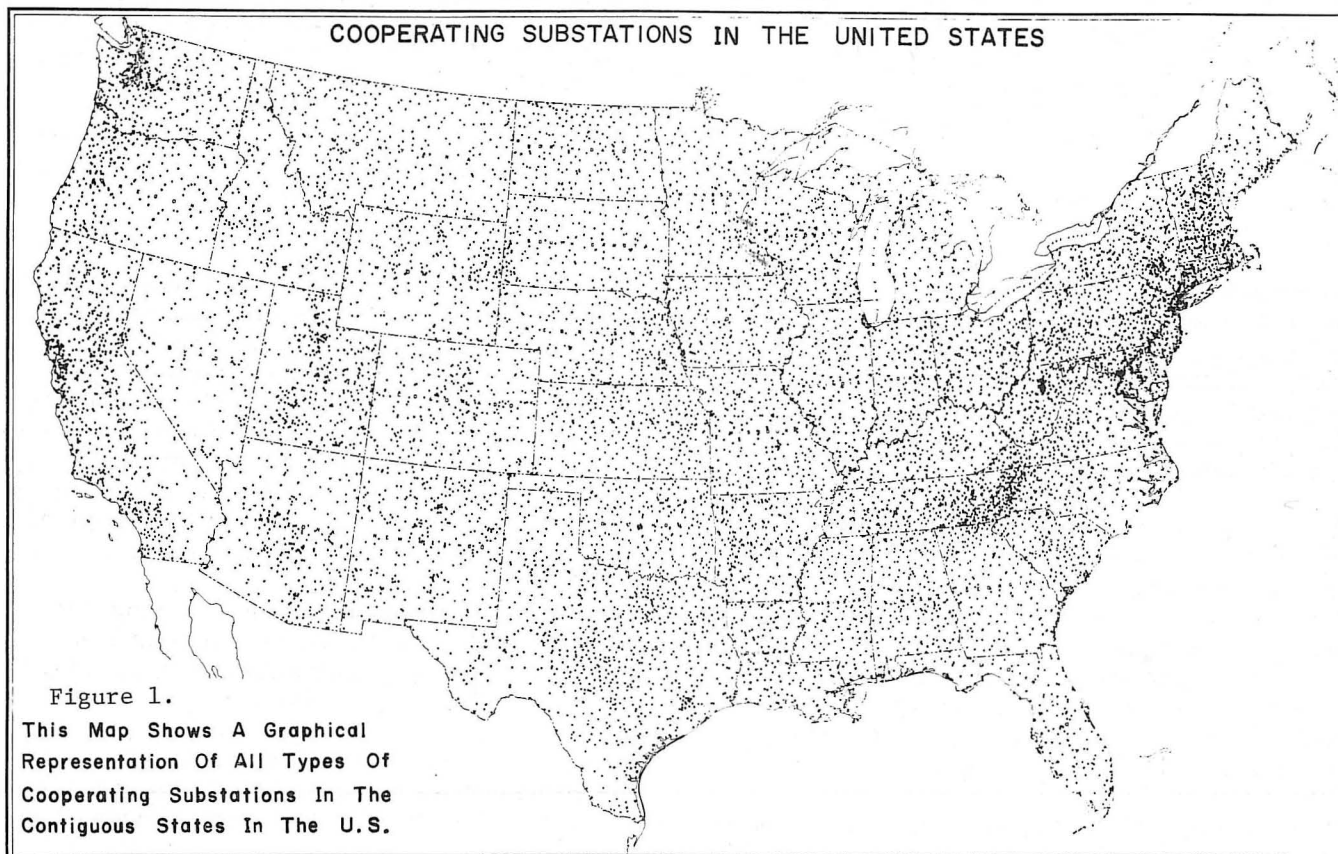 COOPERATING SUBSTATIONS IN THE UNITED STATES
Figure 1.
This Map Shows A Graphical
Representation Of All Types Of
Cooperating Substations In The
Contiguous States In The U.S.